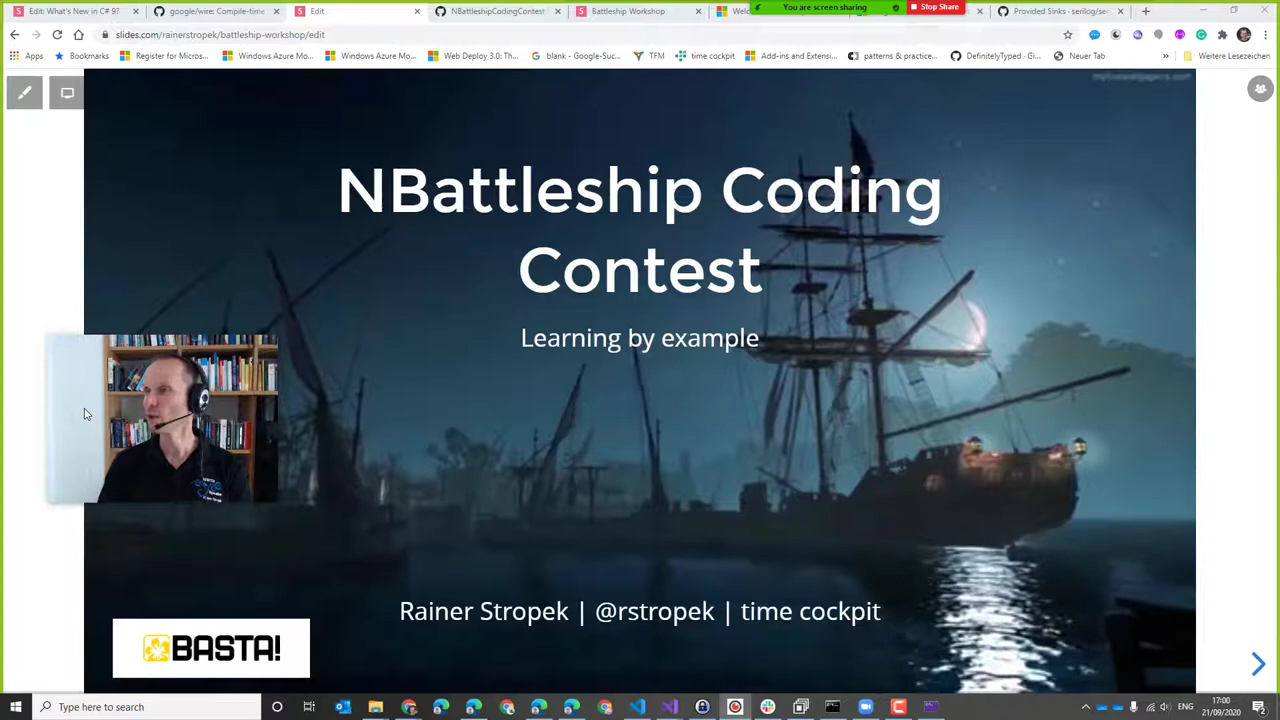 Edit: What's New in C# 9?
google/wire: Compile-time
Edit
NBattleshipCodingContest
Battleship Workshop
Welc
You are screen sharing
Stop Share
Provided Sinks · serilog/se
slides.com/rainerstropek/battleship-workshop/edit
Apps
Bookmarks
Register for Micros...
Windows Azure Mo...
Windows Azure Mo...
Web Deploy 3.0: Th...
blank - Google-Suc...
TFM
time cockpit
Add-ins and Extensi...
patterns & practice...
DefinitelyTyped · Gi...
Neuer Tab
»
Weitere Lesezeichen
NBattleship Coding
Contest
Learning by example
Rainer Stropek | @rstropek | time cockpit
BASTA!
Type here to search
ENG
17:00
21/09/2020